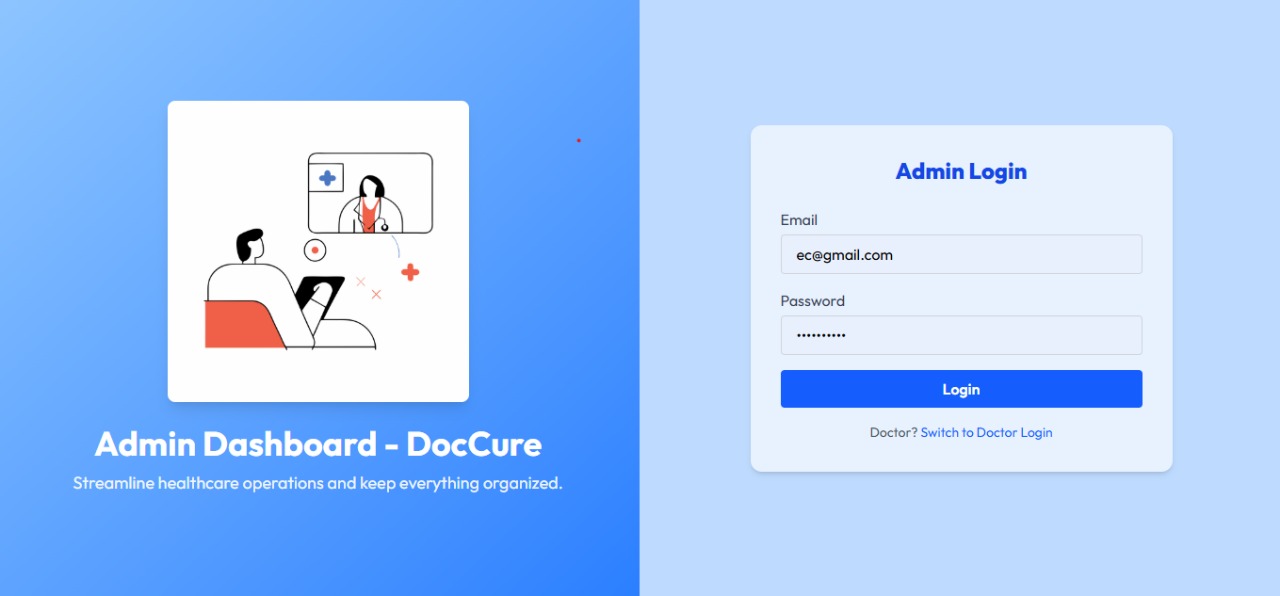 Admin Dashboard - DocCure
Streamline healthcare operations and keep everything organized.
Admin Login
Email
ec@gmail.com
Password
••••••••••
Login
Doctor? Switch to Doctor Login